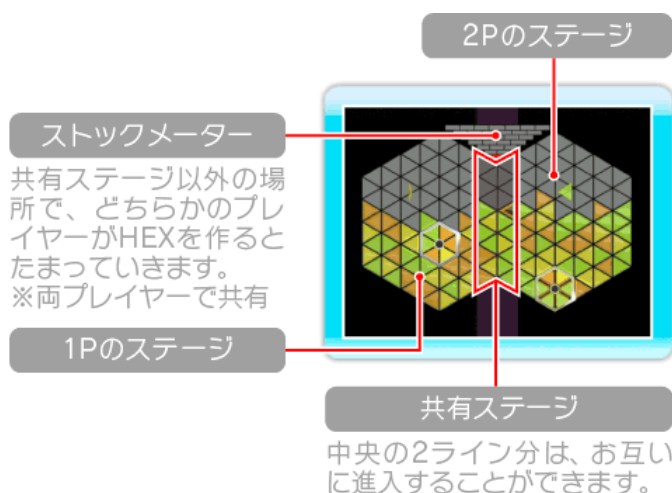 2Pのステージ
ストックメーター
共有ステージ以外の場
所で、どちらかのプレ
イヤーがHEXを作ると
たまっていきます。
※両プレイヤーで共有
1Pのステージ
共有ステージ
中央の2ライン分は、お互い
に進入することができます。